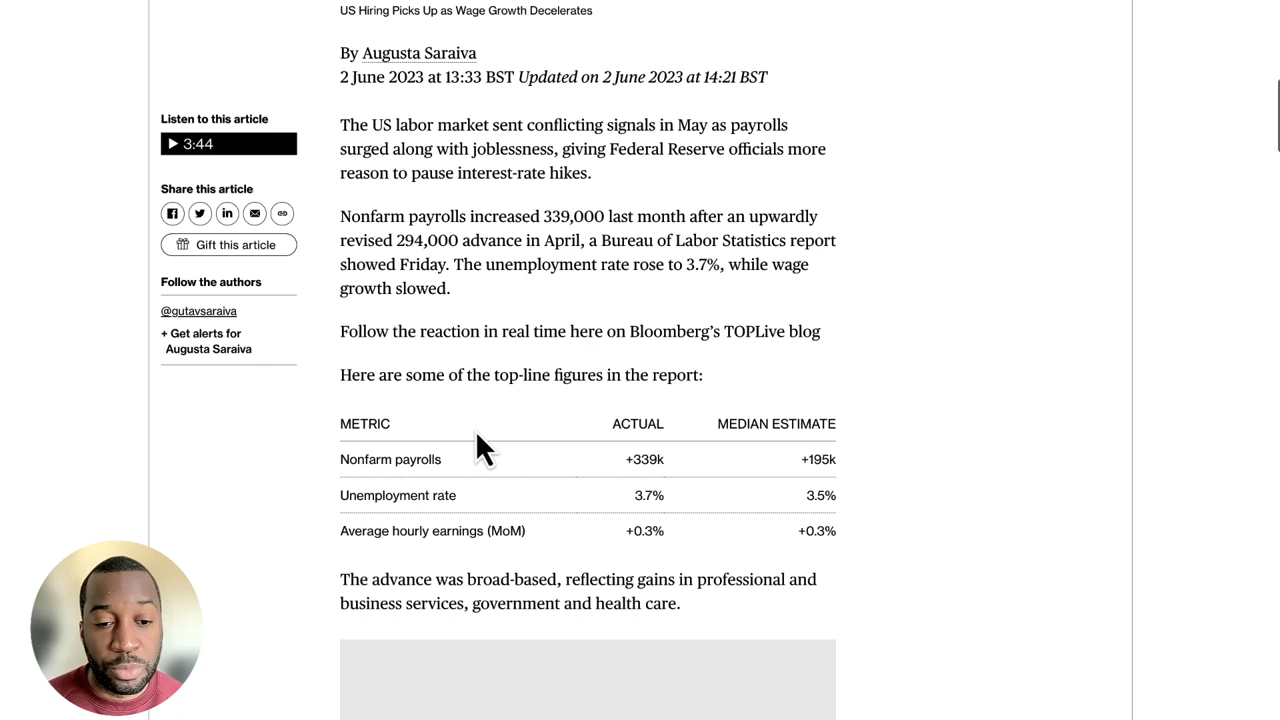 US Hiring Picks Up as Wage Growth Decelerates
By Augusta Saraiva
2 June 2023 at 13:33 BST Updated on 2 June 2023 at 14:21 BST
Listen to this article
3:44
Share this article
Gift this article
Follow the authors
@gutavsaraiva
+ Get alerts for
Augusta Saraiva
The US labor market sent conflicting signals in May as payrolls
surged along with joblessness, giving Federal Reserve officials more
reason to pause interest-rate hikes.
Nonfarm payrolls increased 339,000 last month after an upwardly
revised 294,000 advance in April, a Bureau of Labor Statistics report
showed Friday. The unemployment rate rose to 3.7%, while wage
growth slowed.
Follow the reaction in real time here on Bloomberg's TOPLive blog
Here are some of the top-line figures in the report:
METRIC ACTUAL MEDIAN ESTIMATE
Nonfarm payrolls +339k +195k
Unemployment rate 3.7% 3.5%
Average hourly earnings (MoM) +0.3% +0.3%
The advance was broad-based, reflecting gains in professional and
business services, government and health care.